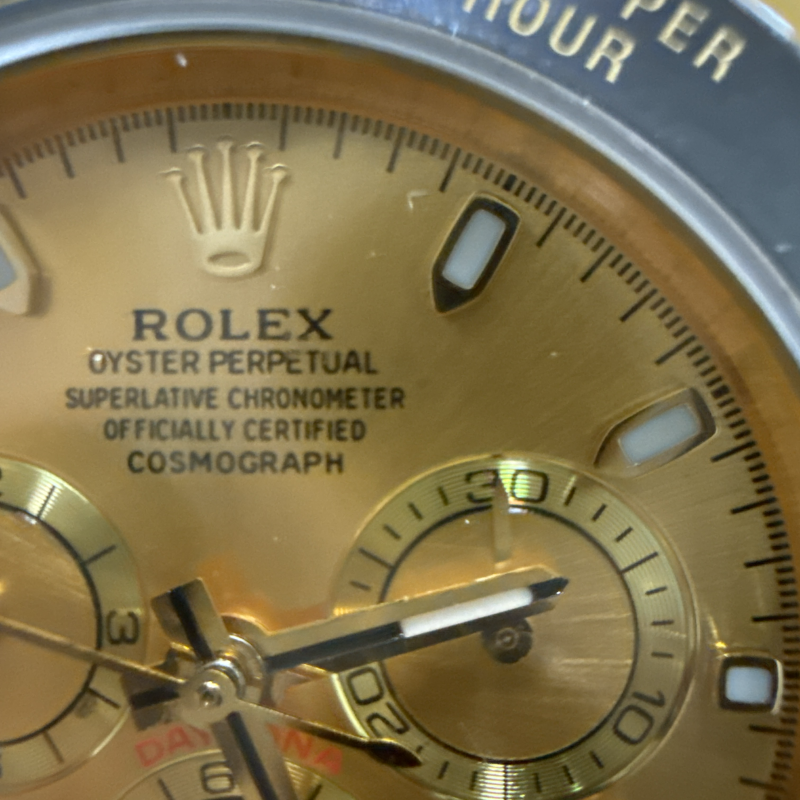 PER
HOUR
ROLEX
OYSTER PERPETUAL
SUPERLATIVE CHRONOMETER
OFFICIALLY CERTIFIED
COSMOGRAPH
30
3
10
20
6